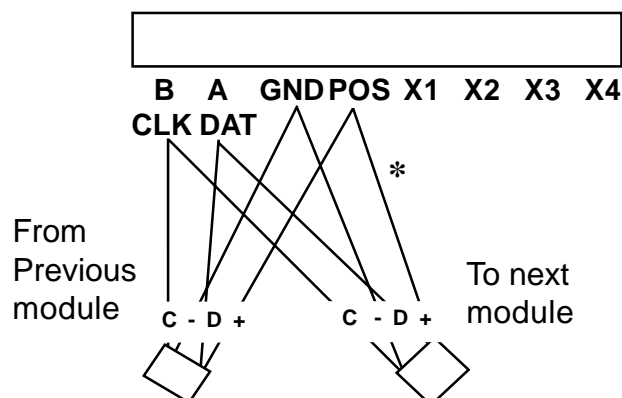 B A GND POS X1 X2 X3 X4
CLK DAT
*
From
Previous
module
To next
module
C - D +
C - D +